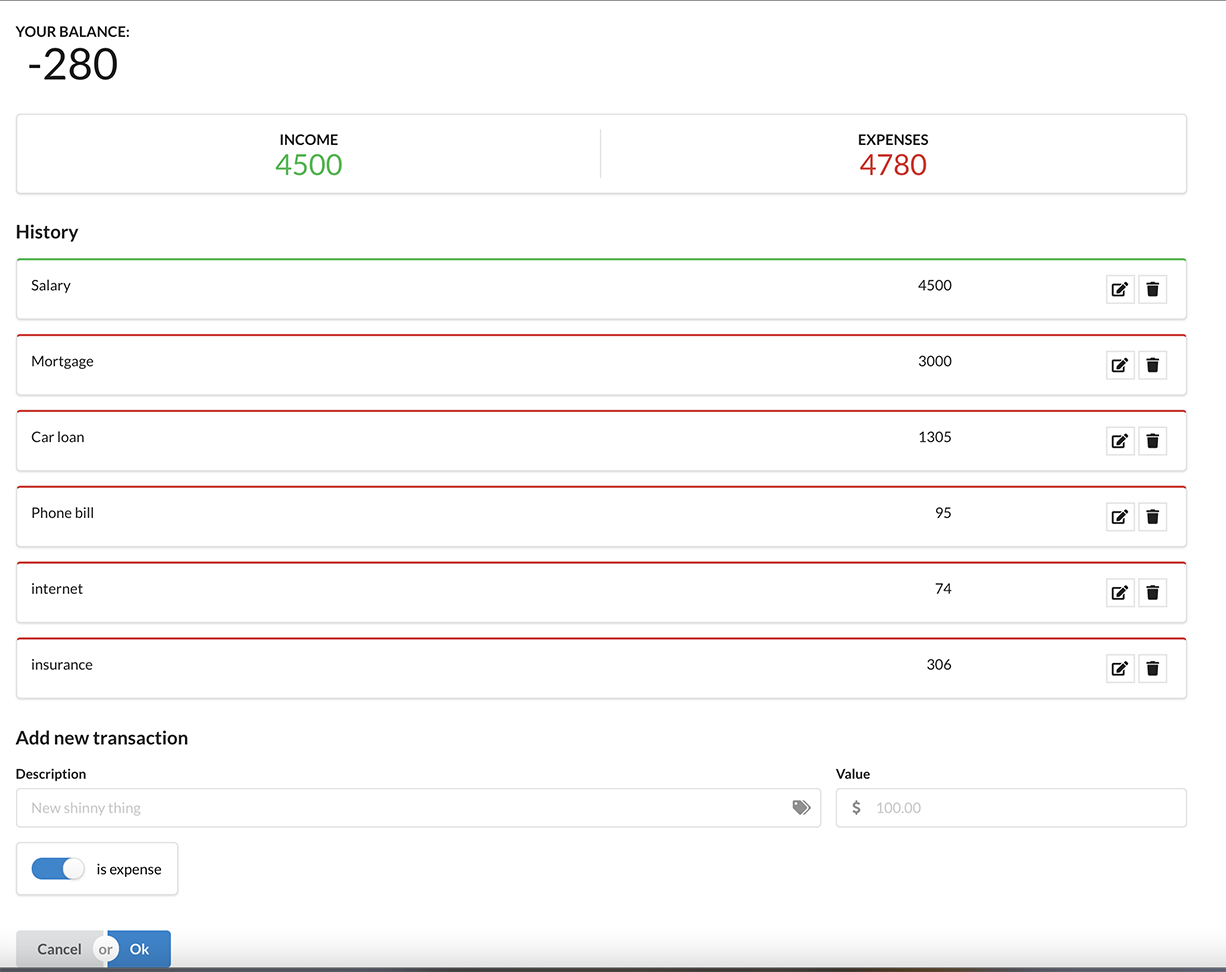 YOUR BALANCE:
-280
INCOME EXPENSES
4500 4780
History
Salary 4500
Mortgage 3000
Car loan 1305
Phone bill 95
internet 74
insurance 306
Add new transaction
Description Value
New shinny thing $ 100.00
is expense
Cancel or Ok